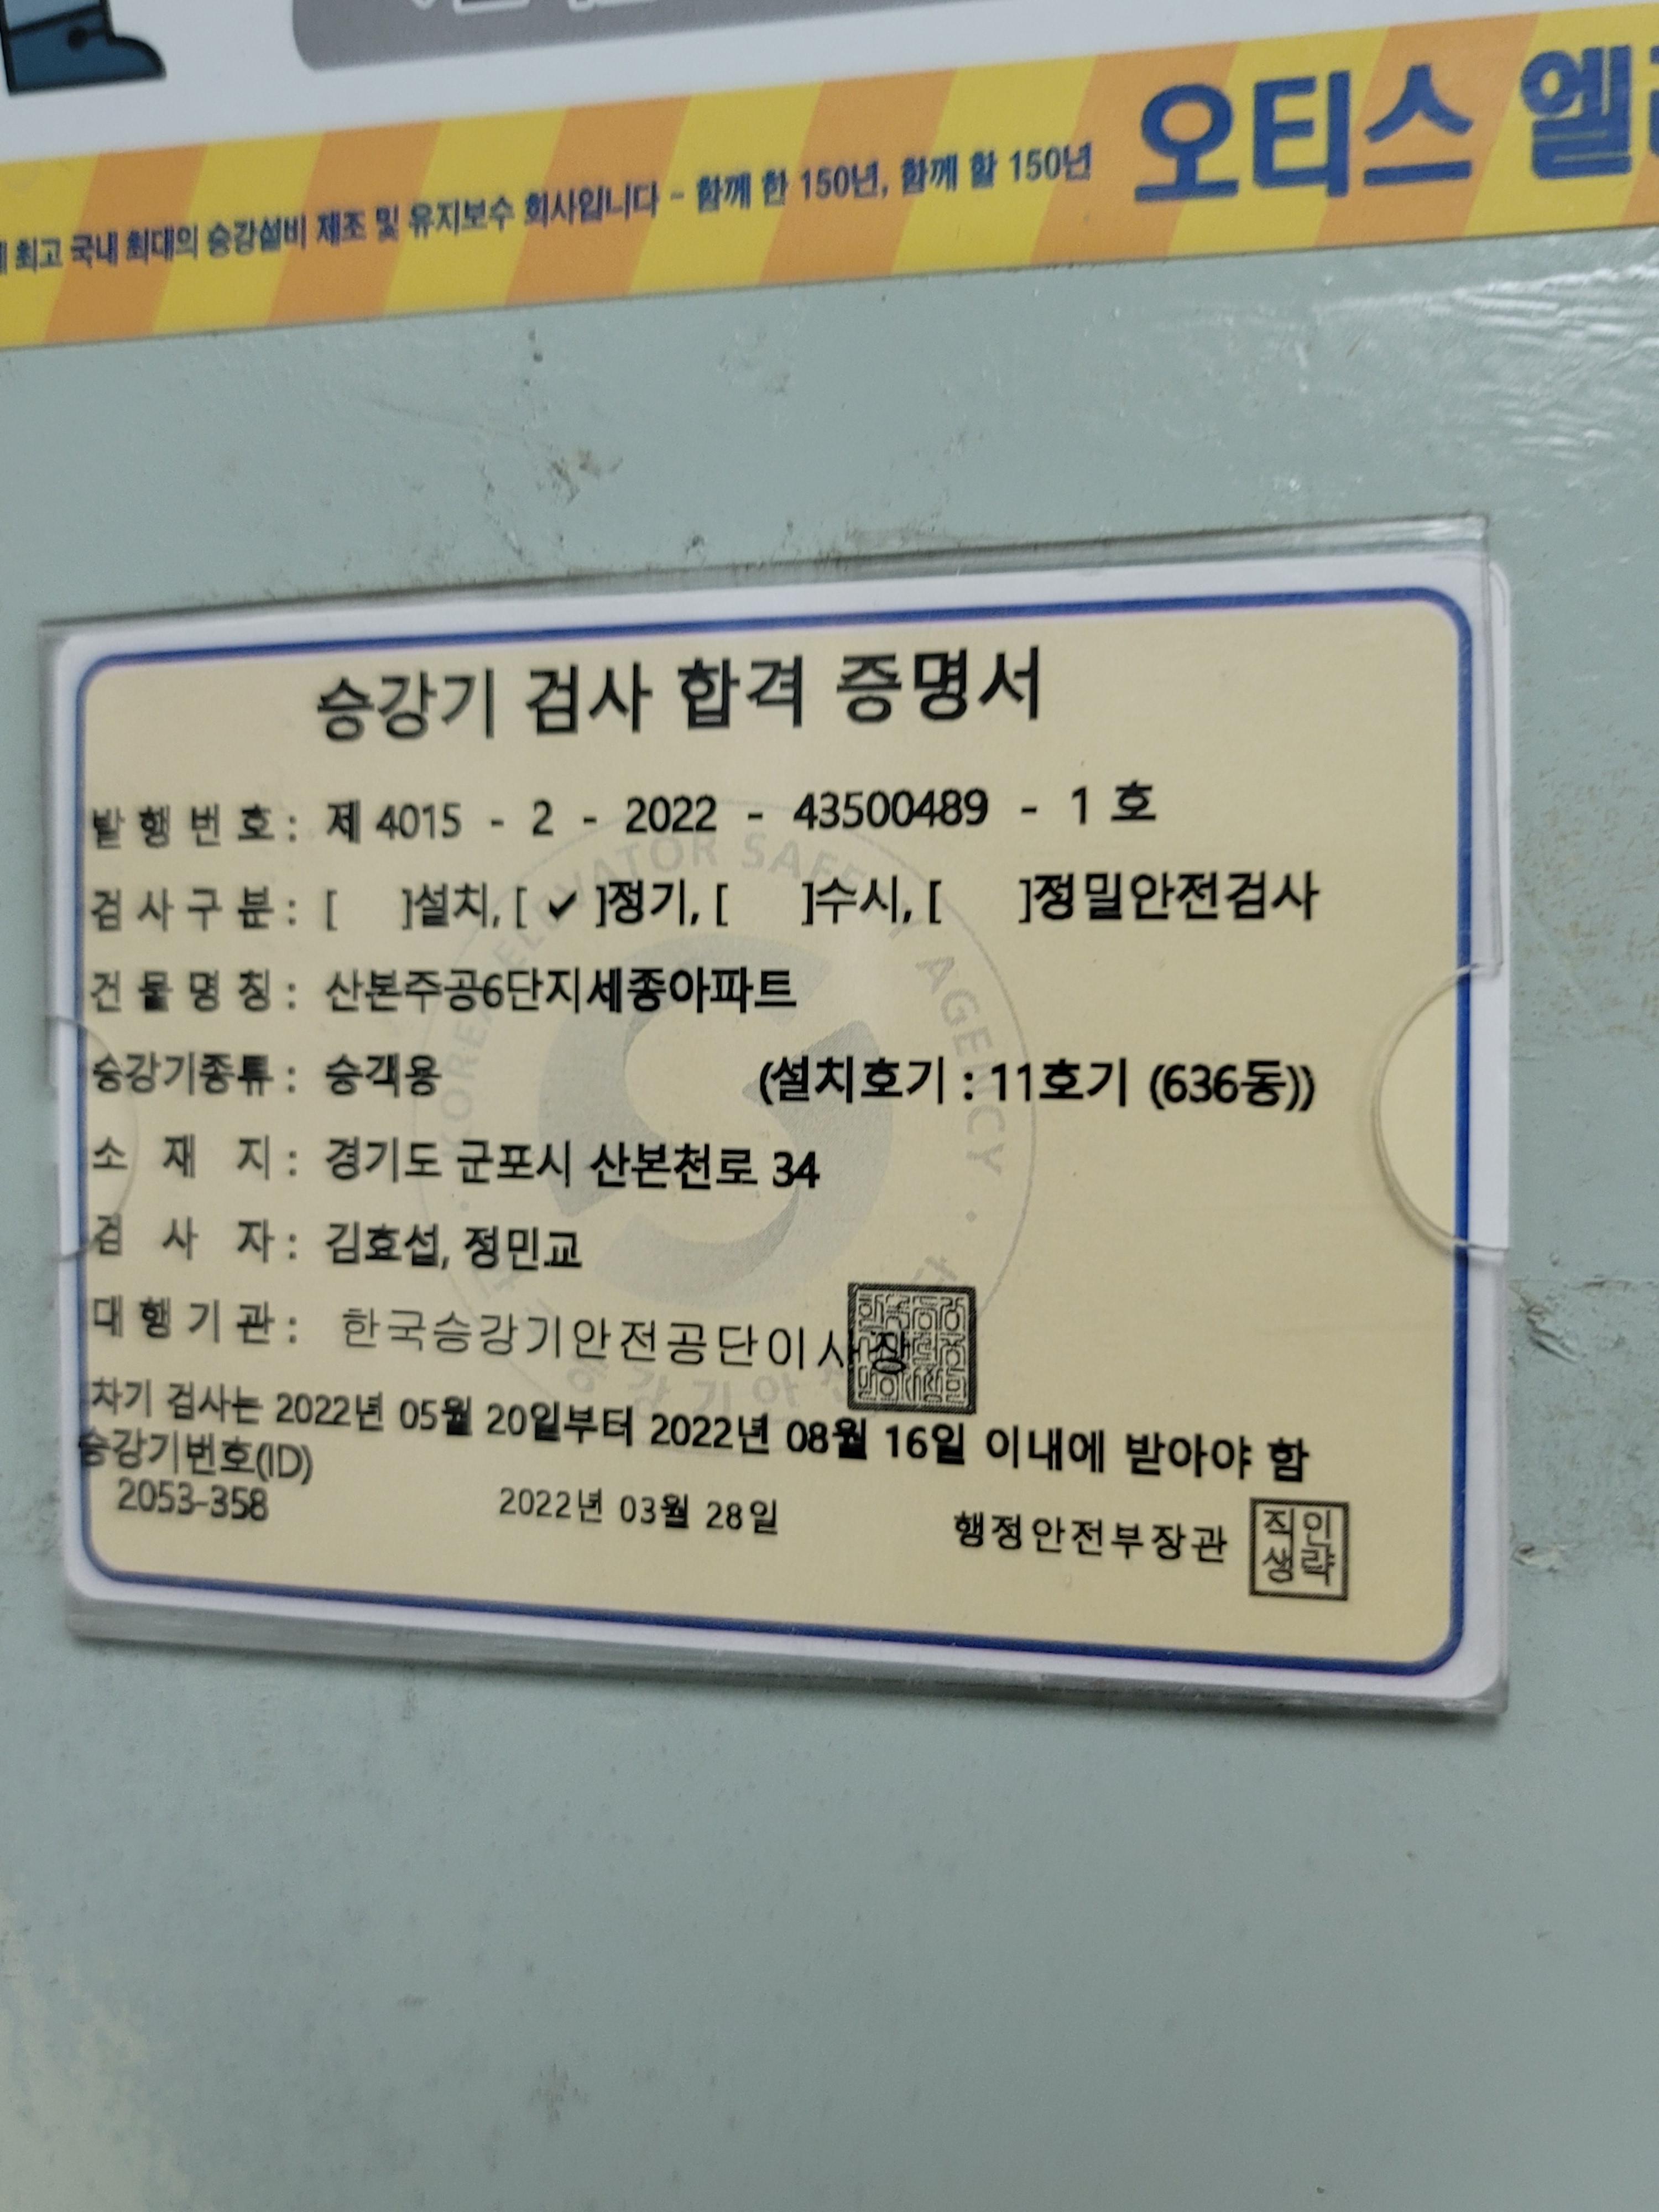 최고 국내 최대의 승강설비 제조 및 유지보수 회사입니다 - 함께 한 150년, 함께 할 150년
오티스
승강기 검사 합격 증명서
발행번호: 제 4015 - 2 - 2022 - 43500489 - 1 호
검사구분: [ ]설치, [ ✔ ]정기, [ ]수시, [ ]정밀안전검사
건물명칭: 산본주공6단지세종아파트
승강기종류: 승객용 (설치호기 : 11호기 (636동))
소재지: 경기도 군포시 산본천로 34
검사자: 김효섭, 정민교
대행기관: 한국승강기안전공단이사장
차기 검사는 2022년 05월 20일부터 2022년 08월 16일 이내에 받아야 함
승강기번호(ID)
2053-358
2022년 03월 28일
행정안전부장관
직인
생략
KOREA ELEVATOR SAFETY AGENCY